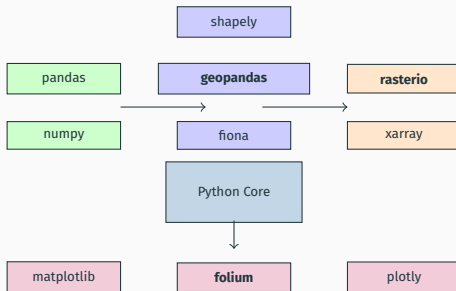 shapely
pandas
geopandas
rasterio
numpy
fiona
xarray
Python Core
matplotlib
folium
plotly